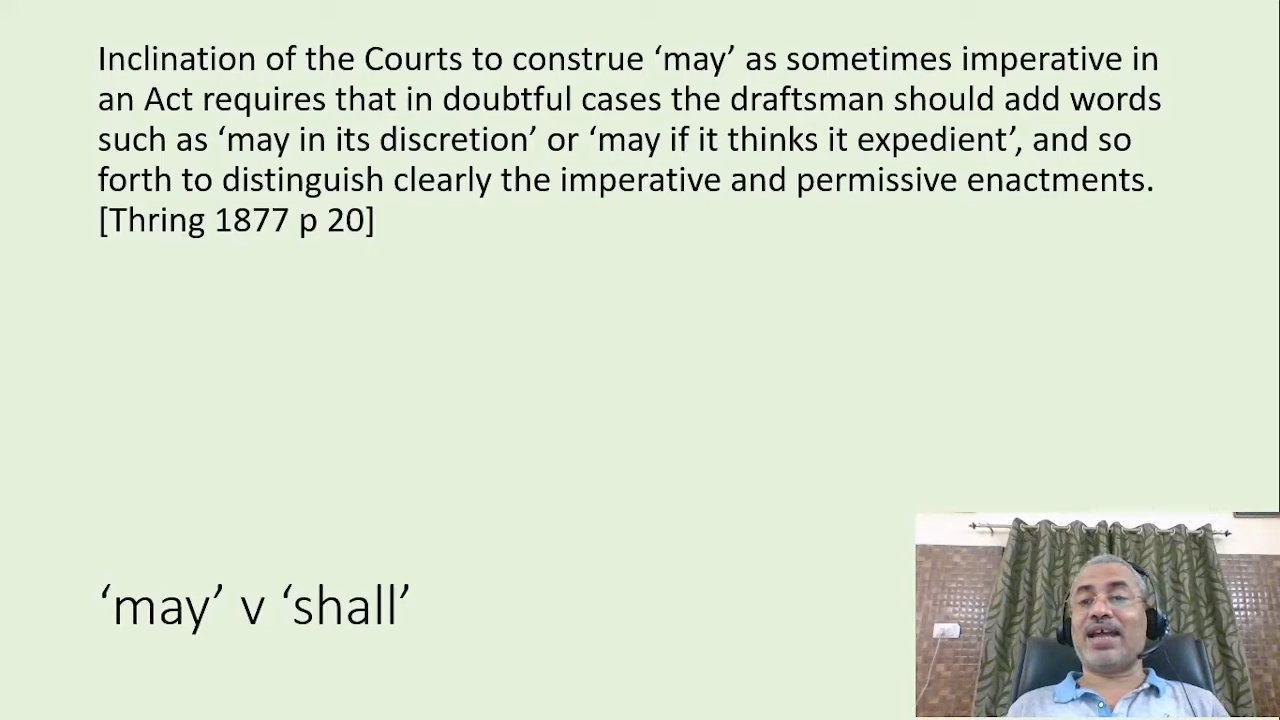 Inclination of the Courts to construe ‘may’ as sometimes imperative in
an Act requires that in doubtful cases the draftsman should add words
such as ‘may in its discretion’ or ‘may if it thinks it expedient’, and so
forth to distinguish clearly the imperative and permissive enactments.
[Thring 1877 p 20]
‘may’ v ‘shall’